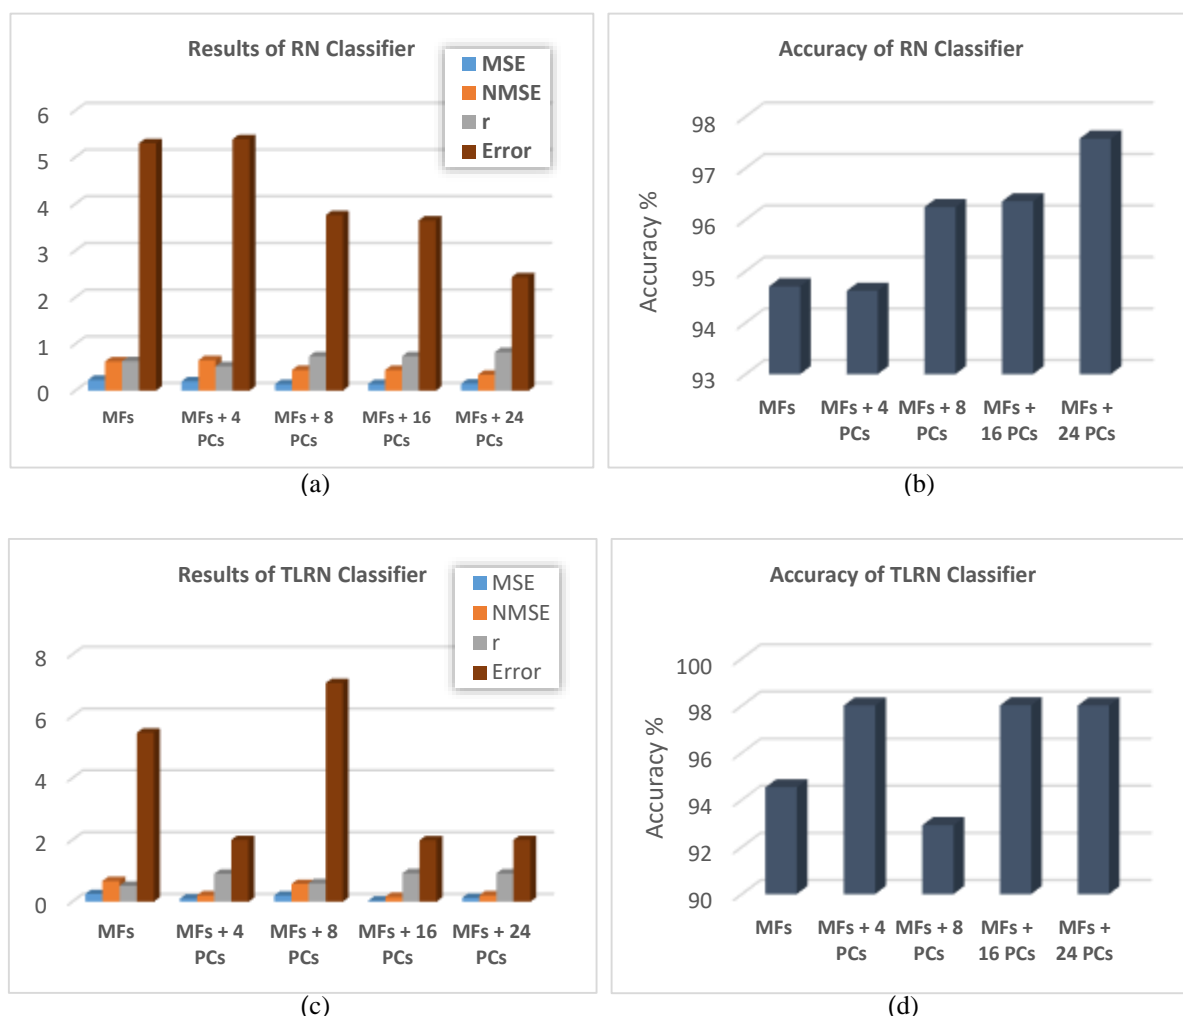 Results of RN Classifier
MSE
NMSE
r
Error
6
5
4
3
2
1
0
MFs
MFs + 4
PCs
MFs + 8
PCs
MFs + 16
PCs
MFs + 24
PCs
(a)
Accuracy of RN Classifier
Accuracy %
98
97
96
95
94
93
MFs
MFs + 4
PCs
MFs + 8
PCs
MFs +
16 PCs
MFs +
24 PCs
(b)
Results of TLRN Classifier
MSE
NMSE
r
Error
8
6
4
2
0
MFs
MFs + 4
PCs
MFs + 8
PCs
MFs + 16
PCs
MFs + 24
PCs
(c)
Accuracy of TLRN Classifier
Accuracy %
100
98
96
94
92
90
MFs
MFs + 4
PCs
MFs + 8
PCs
MFs +
16 PCs
MFs +
24 PCs
(d)